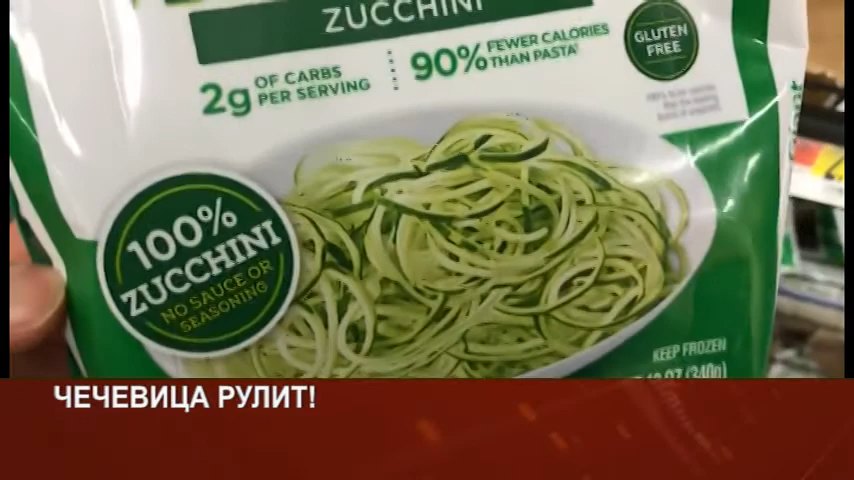 ZUCCHINI
2g OF CARBS
PER SERVING
90% FEWER CALORIES
THAN PASTA
GLUTEN
FREE
100%
ZUCCHINI
NO SAUCE OR
SEASONING
KEEP FROZEN
(340g)
ЧЕЧЕВИЦА РУЛИТ!